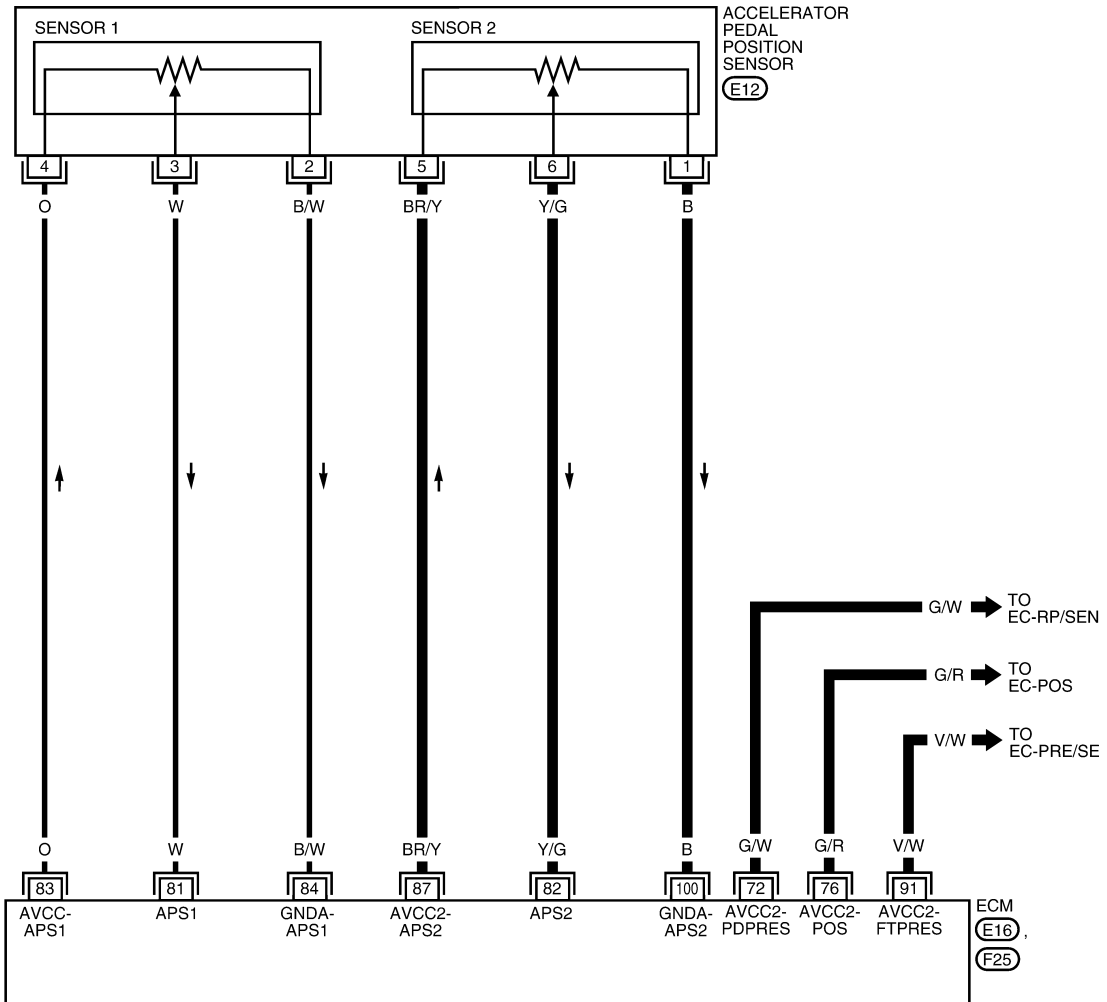 SENSOR 1
SENSOR 2
ACCELERATOR
PEDAL
POSITION
SENSOR
E12
4
3
2
5
6
1
O
W
B/W
BR/Y
Y/G
B
G/W
TO
EC-RP/SEN
G/R
TO
EC-POS
V/W
TO
EC-PRE/SE
O
W
B/W
BR/Y
Y/G
B
G/W
G/R
V/W
83
81
84
87
82
100
72
76
91
AVCC-
APS1
APS1
GNDA-
APS1
AVCC2-
APS2
APS2
GNDA-
APS2
AVCC2-
PDPRES
AVCC2-
POS
AVCC2-
FTPRES
ECM
E16 ,
F25